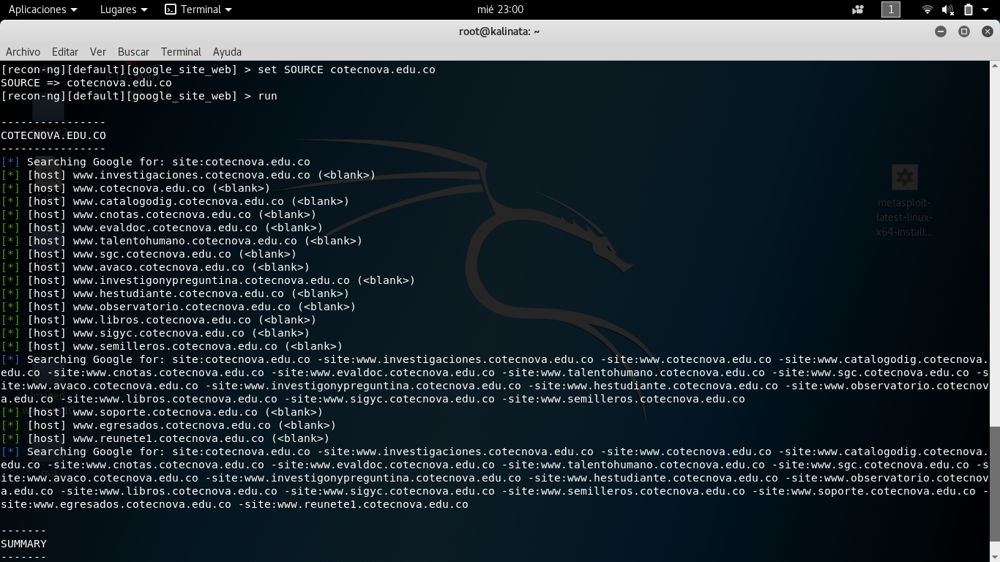 Aplicaciones Lugares Terminal mié 23:00 1
root@kalinata: ~
Archivo Editar Ver Buscar Terminal Ayuda
[recon-ng][default][google_site_web] > set SOURCE cotecnova.edu.co
SOURCE => cotecnova.edu.co
[recon-ng][default][google_site_web] > run
----------------
COTECNOVA.EDU.CO
----------------
[*] Searching Google for: site:cotecnova.edu.co
[*] [host] www.investigaciones.cotecnova.edu.co (<blank>)
[*] [host] www.cotecnova.edu.co (<blank>)
[*] [host] www.catalogodig.cotecnova.edu.co (<blank>)
[*] [host] www.cnotas.cotecnova.edu.co (<blank>)
[*] [host] www.evaldoc.cotecnova.edu.co (<blank>)
[*] [host] www.talentohumano.cotecnova.edu.co (<blank>)
[*] [host] www.sgc.cotecnova.edu.co (<blank>)
[*] [host] www.avaco.cotecnova.edu.co (<blank>)
[*] [host] www.investigonypreguntina.cotecnova.edu.co (<blank>)
[*] [host] www.hestudiante.cotecnova.edu.co (<blank>)
[*] [host] www.observatorio.cotecnova.edu.co (<blank>)
[*] [host] www.libros.cotecnova.edu.co (<blank>)
[*] [host] www.sigyc.cotecnova.edu.co (<blank>)
[*] [host] www.semilleros.cotecnova.edu.co (<blank>)
[*] Searching Google for: site:cotecnova.edu.co -site:www.investigaciones.cotecnova.edu.co -site:www.cotecnova.edu.co -site:www.catalogodig.cotecnova.
edu.co -site:www.cnotas.cotecnova.edu.co -site:www.evaldoc.cotecnova.edu.co -site:www.talentohumano.cotecnova.edu.co -site:www.sgc.cotecnova.edu.co -s
ite:www.avaco.cotecnova.edu.co -site:www.investigonypreguntina.cotecnova.edu.co -site:www.hestudiante.cotecnova.edu.co -site:www.observatorio.cotecnov
a.edu.co -site:www.libros.cotecnova.edu.co -site:www.sigyc.cotecnova.edu.co -site:www.semilleros.cotecnova.edu.co
[*] [host] www.soporte.cotecnova.edu.co (<blank>)
[*] [host] www.egresados.cotecnova.edu.co (<blank>)
[*] [host] www.reunete1.cotecnova.edu.co (<blank>)
[*] Searching Google for: site:cotecnova.edu.co -site:www.investigaciones.cotecnova.edu.co -site:www.cotecnova.edu.co -site:www.catalogodig.cotecnova.
edu.co -site:www.cnotas.cotecnova.edu.co -site:www.evaldoc.cotecnova.edu.co -site:www.talentohumano.cotecnova.edu.co -site:www.sgc.cotecnova.edu.co -s
ite:www.avaco.cotecnova.edu.co -site:www.investigonypreguntina.cotecnova.edu.co -site:www.hestudiante.cotecnova.edu.co -site:www.observatorio.cotecnov
a.edu.co -site:www.libros.cotecnova.edu.co -site:www.sigyc.cotecnova.edu.co -site:www.semilleros.cotecnova.edu.co -site:www.soporte.cotecnova.edu.co -
site:www.egresados.cotecnova.edu.co -site:www.reunete1.cotecnova.edu.co
-------
SUMMARY
-------
metasploit-
latest-linux-
x64-install...